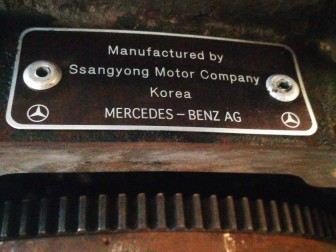 Manufactured by
Ssangyong Motor Company
Korea
MERCEDES - BENZ AG